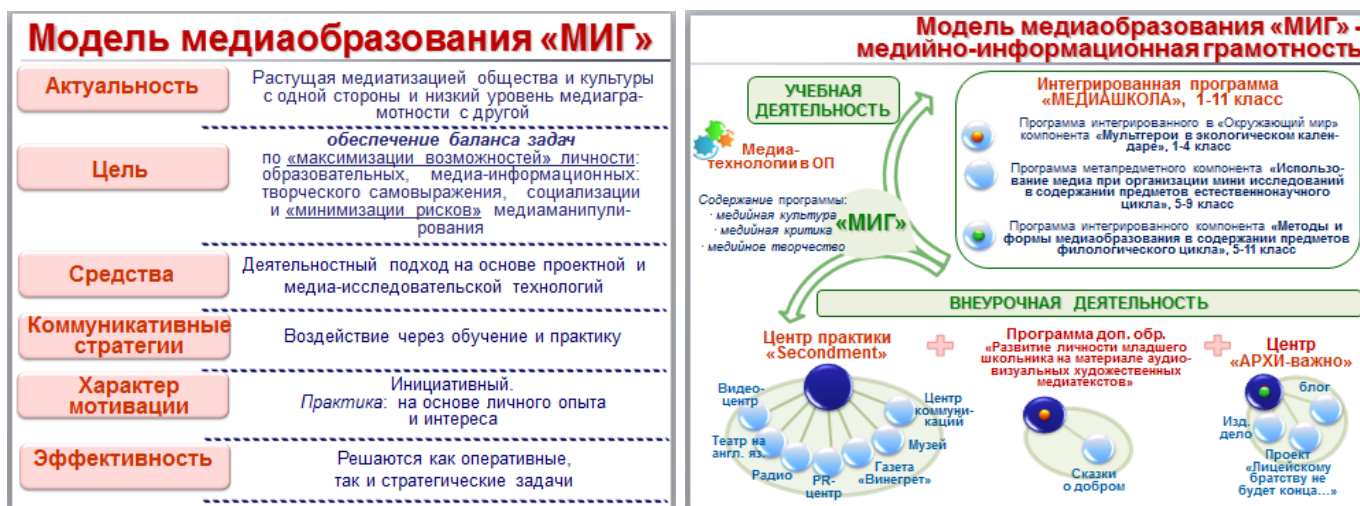 Модель медиаобразования «МИГ»
Актуальность
Растущая медиатизацией общества и культуры
с одной стороны и низкий уровень медиагра-
мотности с другой
Цель
обеспечение баланса задач
по «максимизации возможностей» личности:
образовательных, медиа-информационных:
творческого самовыражения, социализации
и «минимизации рисков» медиаманипули-
рования
Средства
Деятельностный подход на основе проектной и
медиа-исследовательской технологий
Коммуникативные
стратегии
Воздействие через обучение и практику
Характер
мотивации
Инициативный.
Практика: на основе личного опыта
и интереса
Эффективность
Решаются как оперативные,
так и стратегические задачи
Модель медиаобразования «МИГ» -
медийно-информационная грамотность
УЧЕБНАЯ
ДЕЯТЕЛЬНОСТЬ
Медиа-
технологии в ОП
Содержание программы:
· медийная культура
· медийная критика
· медийное творчество
«МИГ»
Интегрированная программа
«МЕДИАШКОЛА», 1-11 класс
Программа интегрированного в «Окружающий мир»
компонента «Мультгерои в экологическом кален-
даре», 1-4 класс
Программа метапредметного компонента «Использо-
вание медиа при организации мини исследований
в содержании предметов естественнонаучного
цикла», 5-9 класс
Программа интегрированного компонента «Методы и
формы медиаобразования в содержании предметов
филологического цикла», 5-11 класс
ВНЕУРОЧНАЯ ДЕЯТЕЛЬНОСТЬ
Центр практики
«Secondment»
Видео-
центр
Театр на
англ. яз.
Радио
PR-
центр
Газета
«Винегрет»
Музей
Центр
коммуни-
каций
Программа доп. обр.
«Развитие личности младшего
школьника на материале аудио-
визуальных художественных
медиатекстов»
Сказки
о добром
Центр
«АРХИ-важно»
блог
Изд.
дело
Проект
«Лицейскому
братству не
будет конца...»